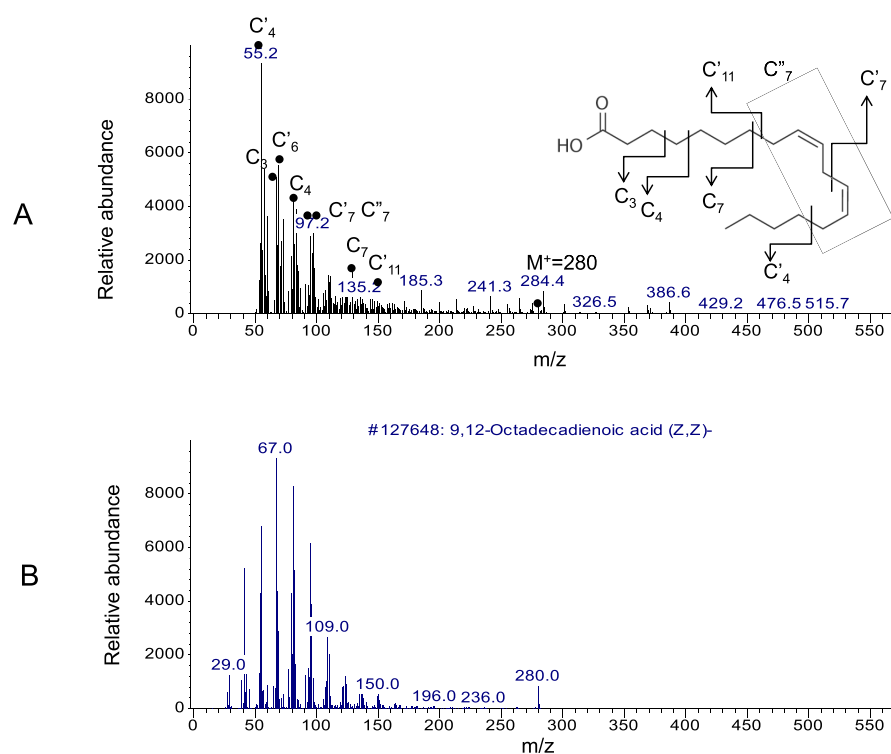 C’4
55.2
8000
6000
4000
2000
0
Relative abundance
A
C3
C’6
C4
97.2
C’7 C”7
C7
C’11
135.2
185.3
241.3
M+=280
284.4
326.5
386.6
429.2
476.5
515.7
0 50 100 150 200 250 300 350 400 450 500 550
m/z
C’11
C”7
C’7
O
HO
C3
C4
C7
C’4
#127648: 9,12-Octadecadienoic acid (Z,Z)-
67.0
8000
6000
4000
2000
0
Relative abundance
B
29.0
109.0
150.0
196.0
236.0
280.0
0 50 100 150 200 250 300 350 400 450 500 550
m/z